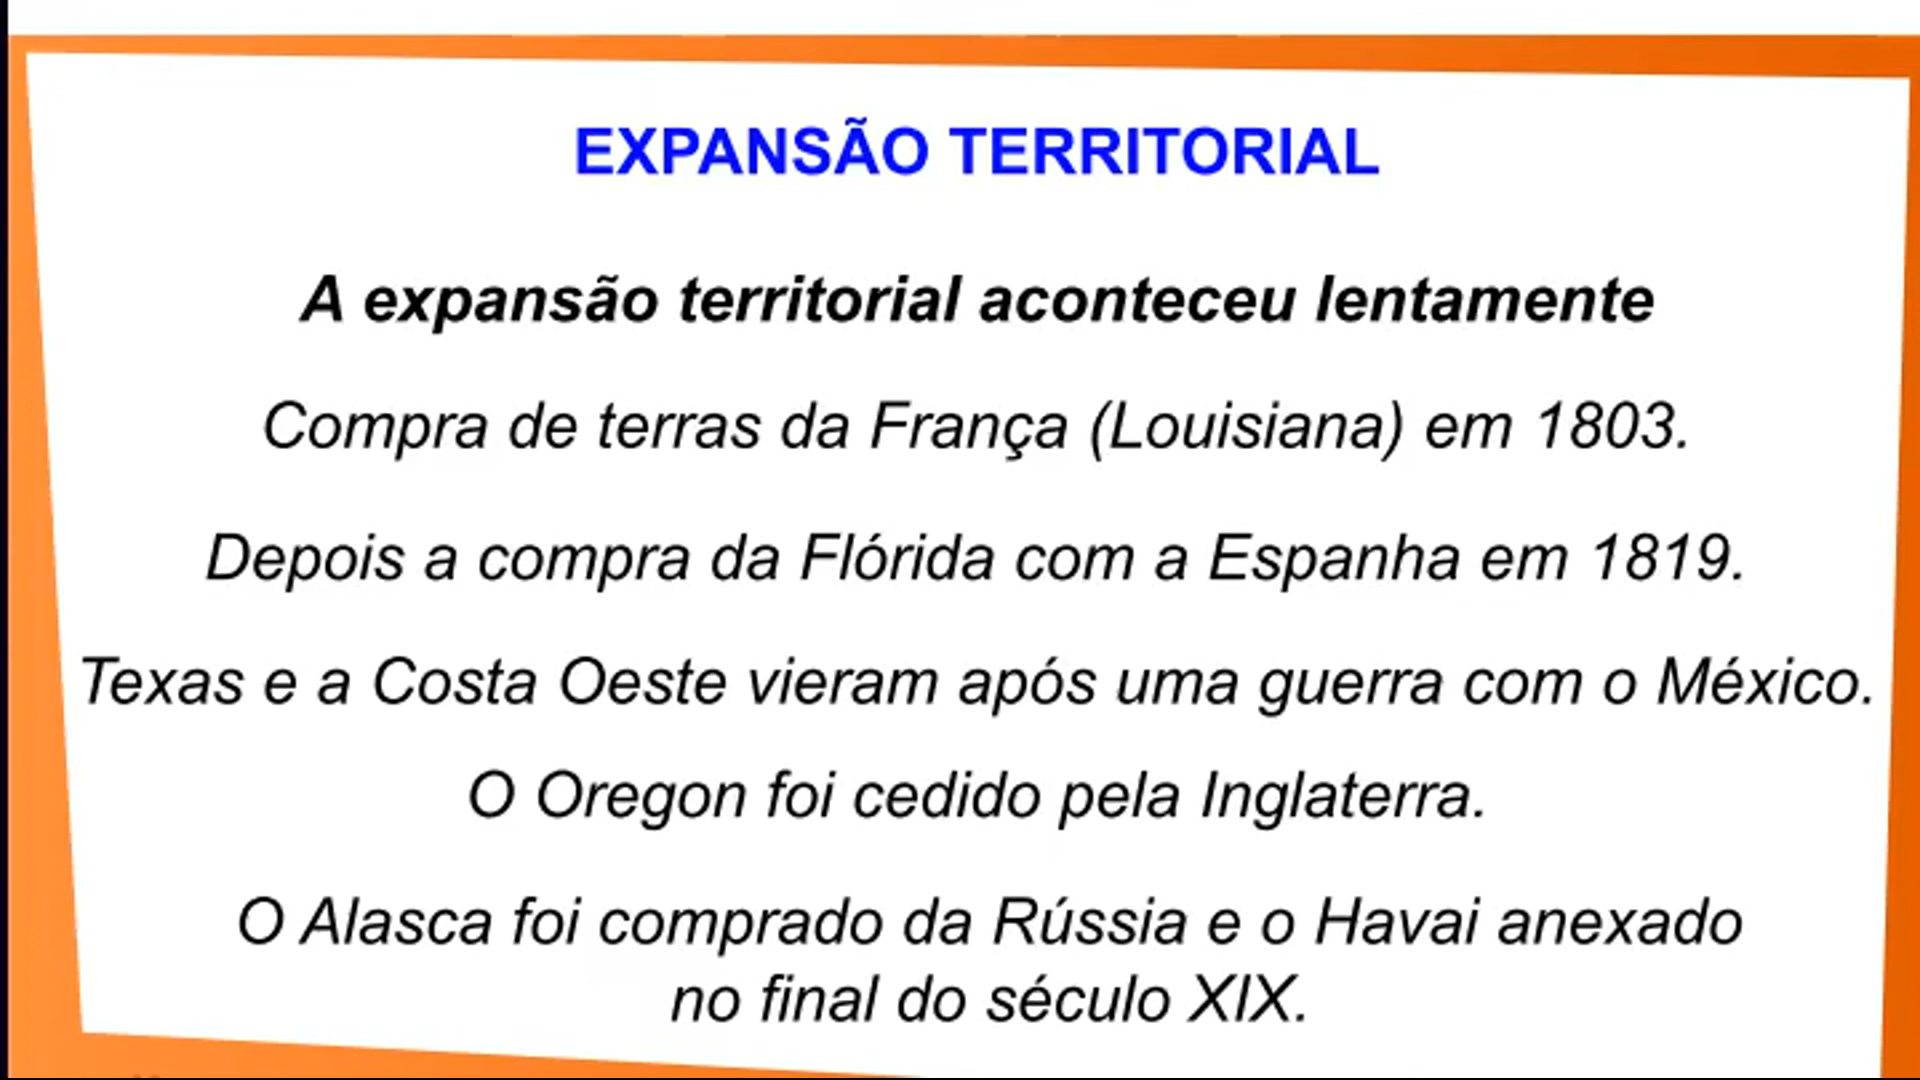 EXPANSÃO TERRITORIAL
A expansão territorial aconteceu lentamente
Compra de terras da França (Louisiana) em 1803.
Depois a compra da Flórida com a Espanha em 1819.
Texas e a Costa Oeste vieram após uma guerra com o México.
O Oregon foi cedido pela Inglaterra.
O Alasca foi comprado da Rússia e o Havai anexado
no final do século XIX.